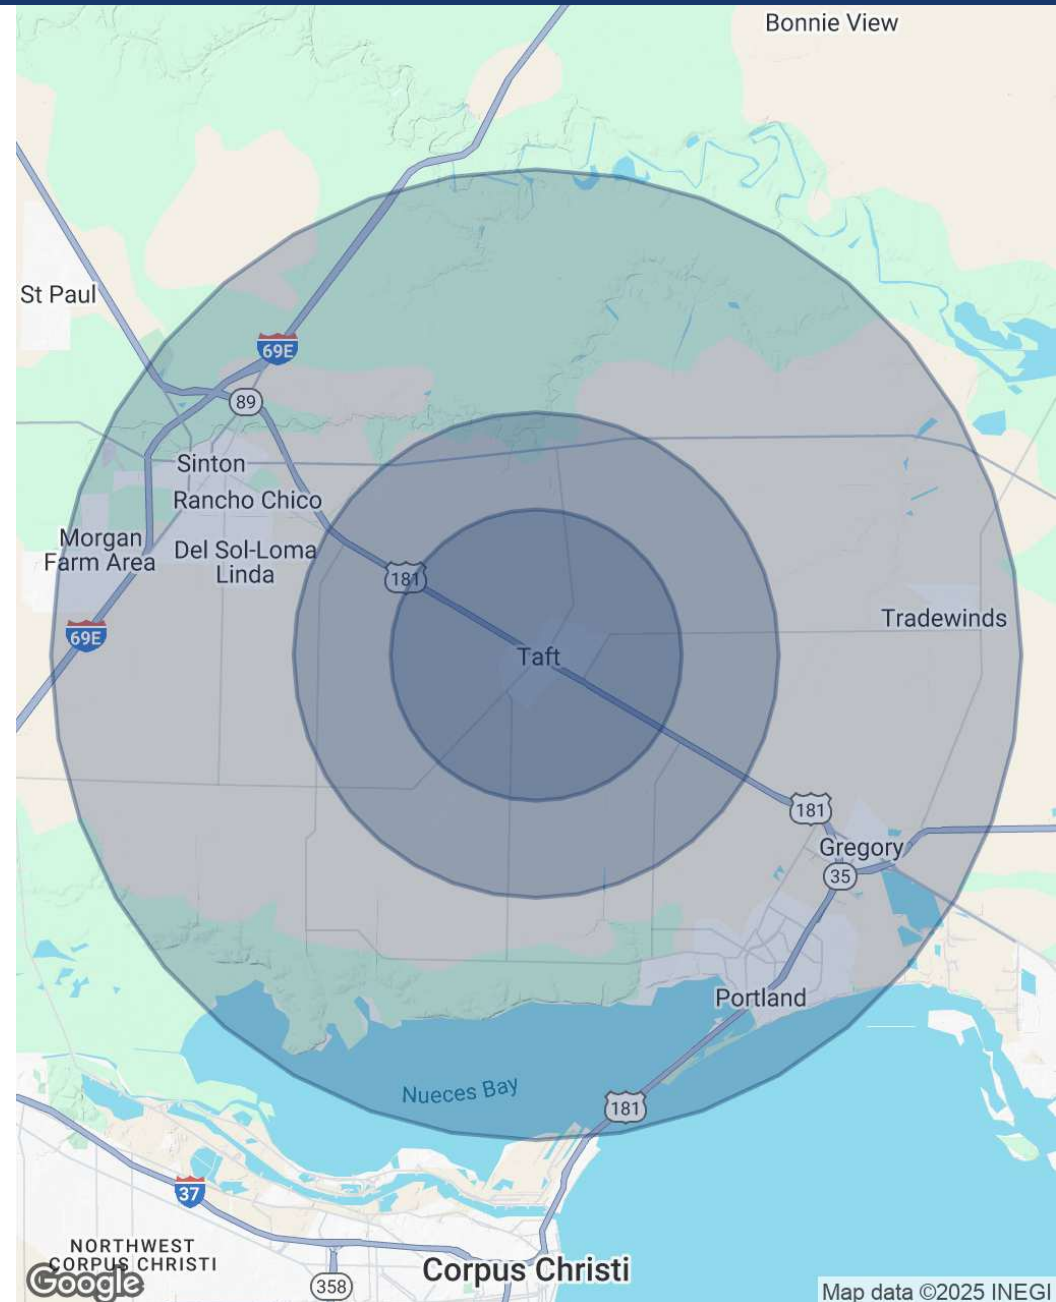 Bonnie View
St Paul
69E
89
Sinton
Rancho Chico
Morgan
Farm Area
Del Sol-Loma
Linda
181
Tradewinds
69E
Taft
181
Gregory
35
Portland
Nueces Bay
181
37
NORTHWEST
CORPUS CHRISTI
Corpus Christi
Google
358
Map data ©2025 INEGI